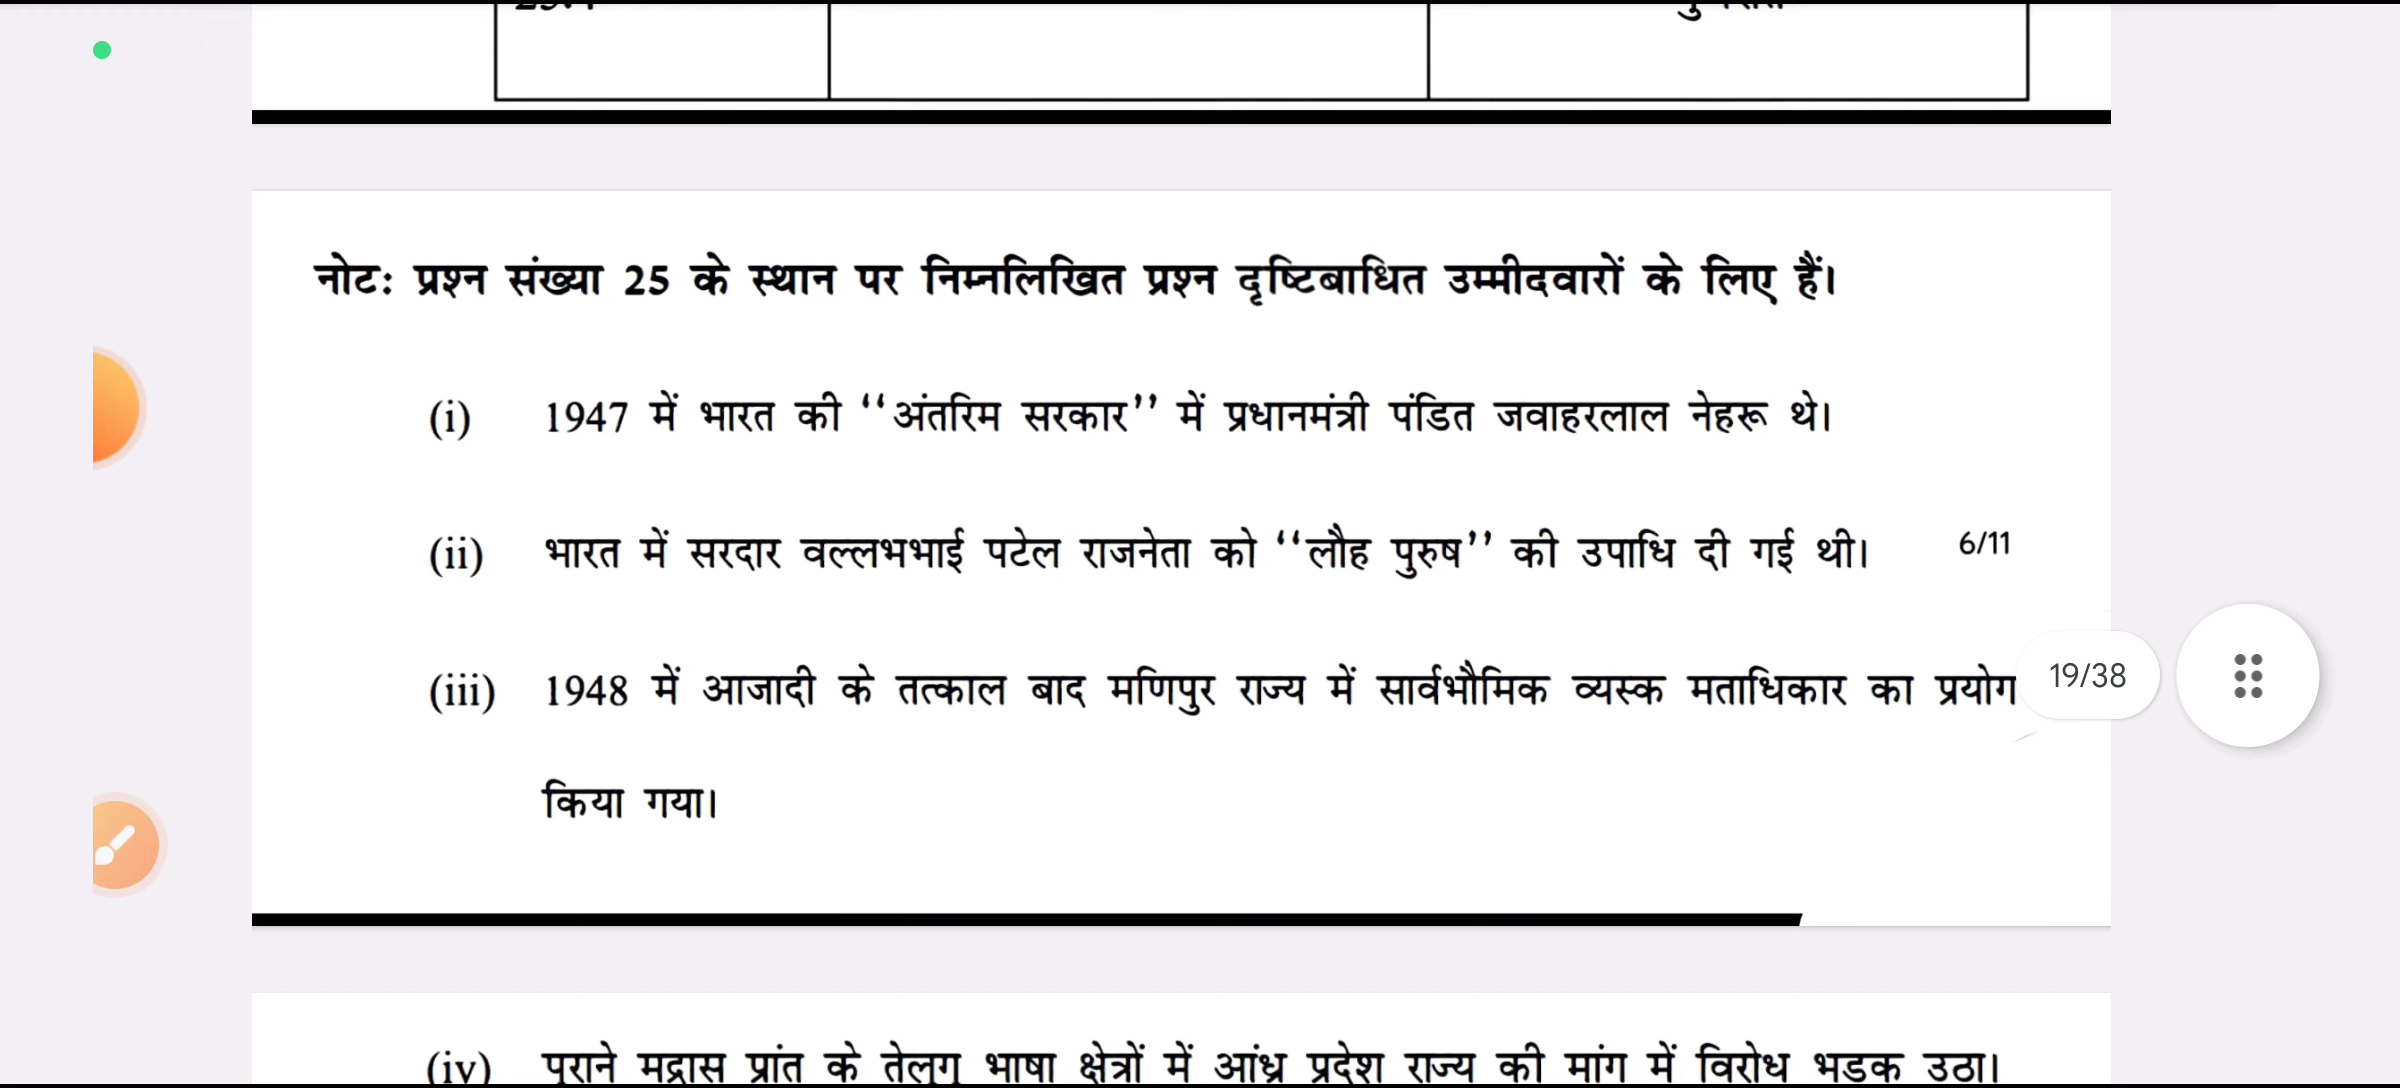 नोटः प्रश्न संख्या 25 के स्थान पर निम्नलिखित प्रश्न दृष्टिबाधित उम्मीदवारों के लिए हैं।
(i) 1947 में भारत की ‘‘अंतरिम सरकार’’ में प्रधानमंत्री पंडित जवाहरलाल नेहरू थे।
(ii) भारत में सरदार वल्लभभाई पटेल राजनेता को ‘‘लौह पुरुष’’ की उपाधि दी गई थी। 6/11
(iii) 1948 में आजादी के तत्काल बाद मणिपुर राज्य में सार्वभौमिक व्यस्क मताधिकार का प्रयोग 19/38
किया गया।
(iv) पुराने मद्रास प्रांत के तेलगु भाषा क्षेत्रों में आंध्र प्रदेश राज्य की मांग में विरोध भड़क उठा।